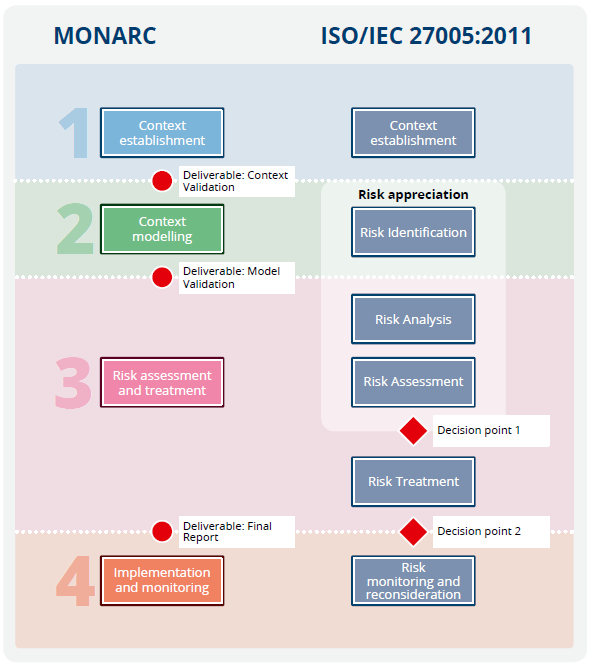 MONARC
ISO/IEC 27005:2011
1
Context
establishment
Context
establishment
Deliverable: Context
Validation
Risk appreciation
2
Context
modelling
Risk Identification
Deliverable: Model
Validation
Risk Analysis
3
Risk assessment
and treatment
Risk Assessment
Decision point 1
Risk Treatment
Deliverable: Final
Report
Decision point 2
4
Implementation
and monitoring
Risk
monitoring and
reconsideration